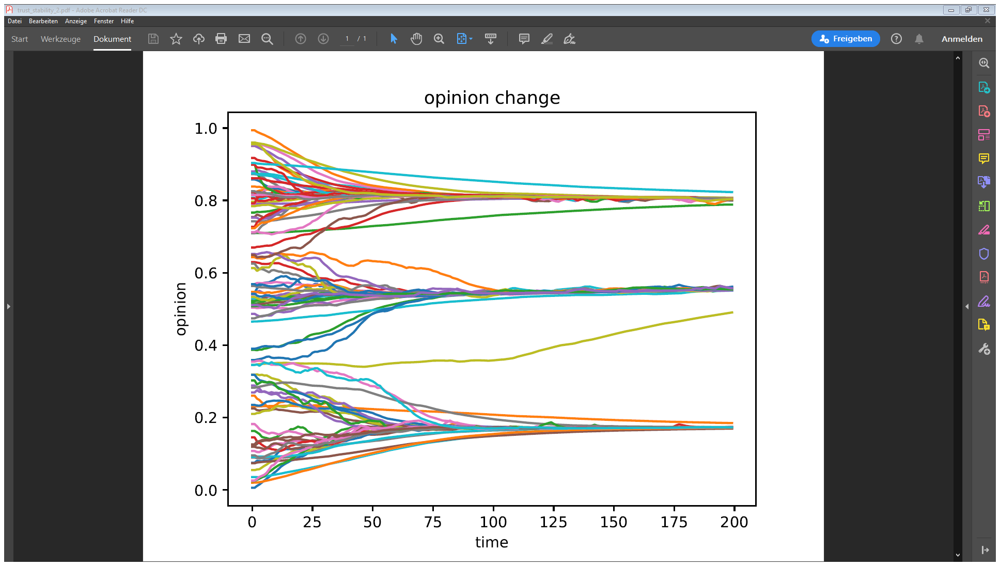 trust_stability_2.pdf - Adobe Acrobat Reader DC
Datei Bearbeiten Anzeige Fenster Hilfe
Start Werkzeuge Dokument 1 / 1 Freigeben Anmelden
opinion change
1.0
0.8
0.6
0.4
0.2
0.0
opinion
0 25 50 75 100 125 150 175 200
time